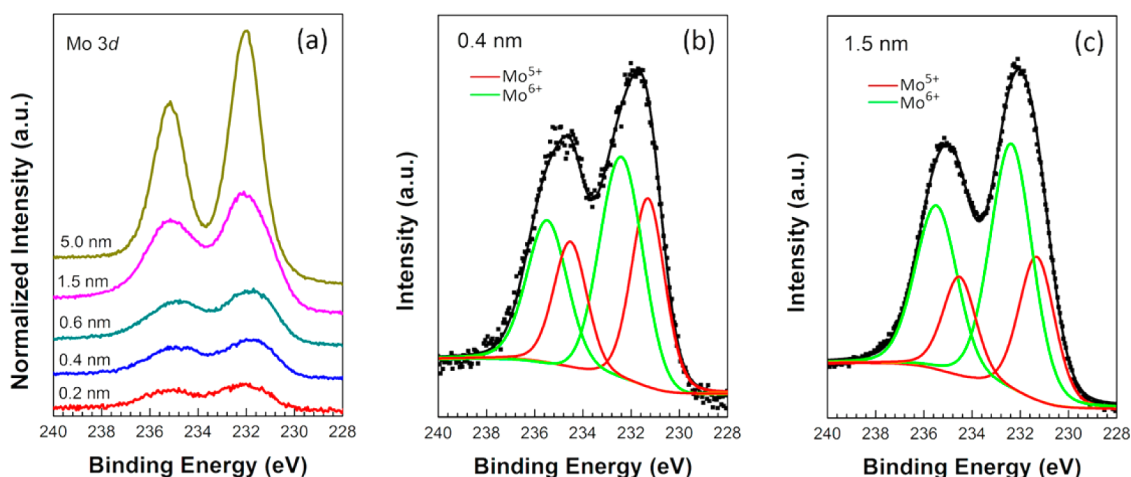 Mo 3d
(a)
5.0 nm
1.5 nm
0.6 nm
0.4 nm
0.2 nm
Normalized Intensity (a.u.)
240 238 236 234 232 230 228
Binding Energy (eV)
0.4 nm
(b)
Mo⁵⁺
Mo⁶⁺
Intensity (a.u.)
240 238 236 234 232 230 228
Binding Energy (eV)
1.5 nm
(c)
Mo⁵⁺
Mo⁶⁺
Intensity (a.u.)
240 238 236 234 232 230 228
Binding Energy (eV)